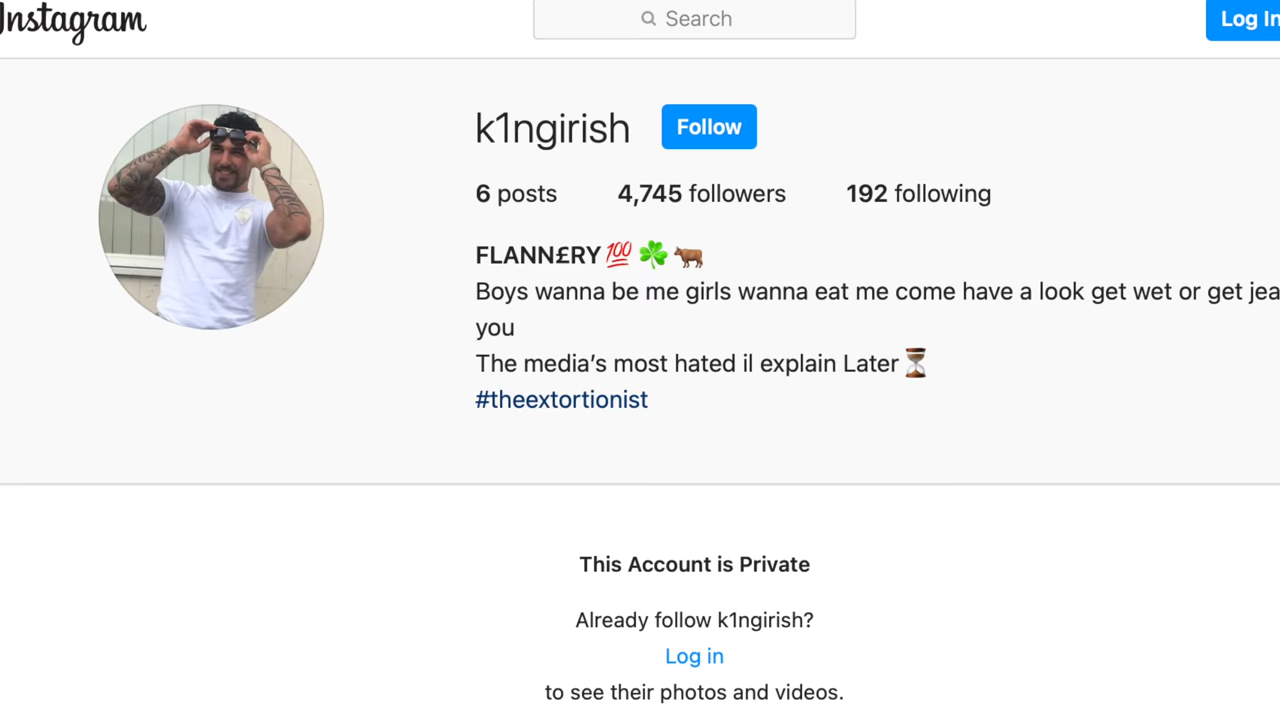 Instagram
Search
Log In
k1ngirish
Follow
6 posts 4,745 followers 192 following
FLANN£RY💯☘️🐂
Boys wanna be me girls wanna eat me come have a look get wet or get jea
you
The media's most hated il explain Later⏳
#theextortionist
This Account is Private
Already follow k1ngirish?
Log in
to see their photos and videos.